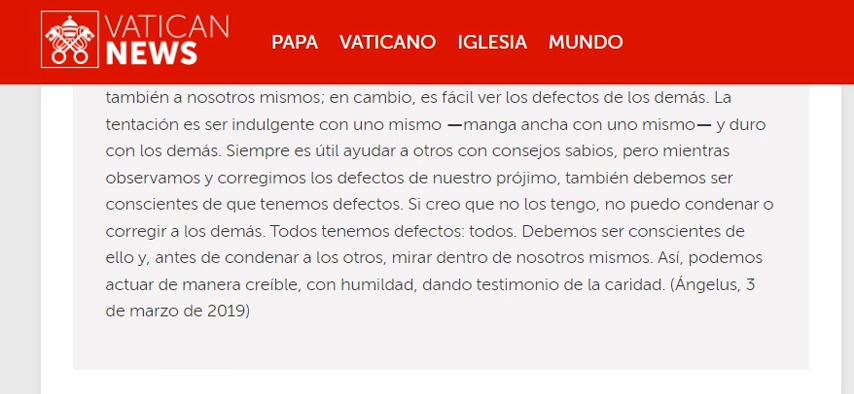 VATICAN
NEWS
PAPA VATICANO IGLESIA MUNDO
también a nosotros mismos; en cambio, es fácil ver los defectos de los demás. La
tentación es ser indulgente con uno mismo —manga ancha con uno mismo— y duro
con los demás. Siempre es útil ayudar a otros con consejos sabios, pero mientras
observamos y corregimos los defectos de nuestro prójimo, también debemos ser
conscientes de que tenemos defectos. Si creo que no los tengo, no puedo condenar o
corregir a los demás. Todos tenemos defectos: todos. Debemos ser conscientes de
ello y, antes de condenar a los otros, mirar dentro de nosotros mismos. Así, podemos
actuar de manera creíble, con humildad, dando testimonio de la caridad. (Ángelus, 3
de marzo de 2019)